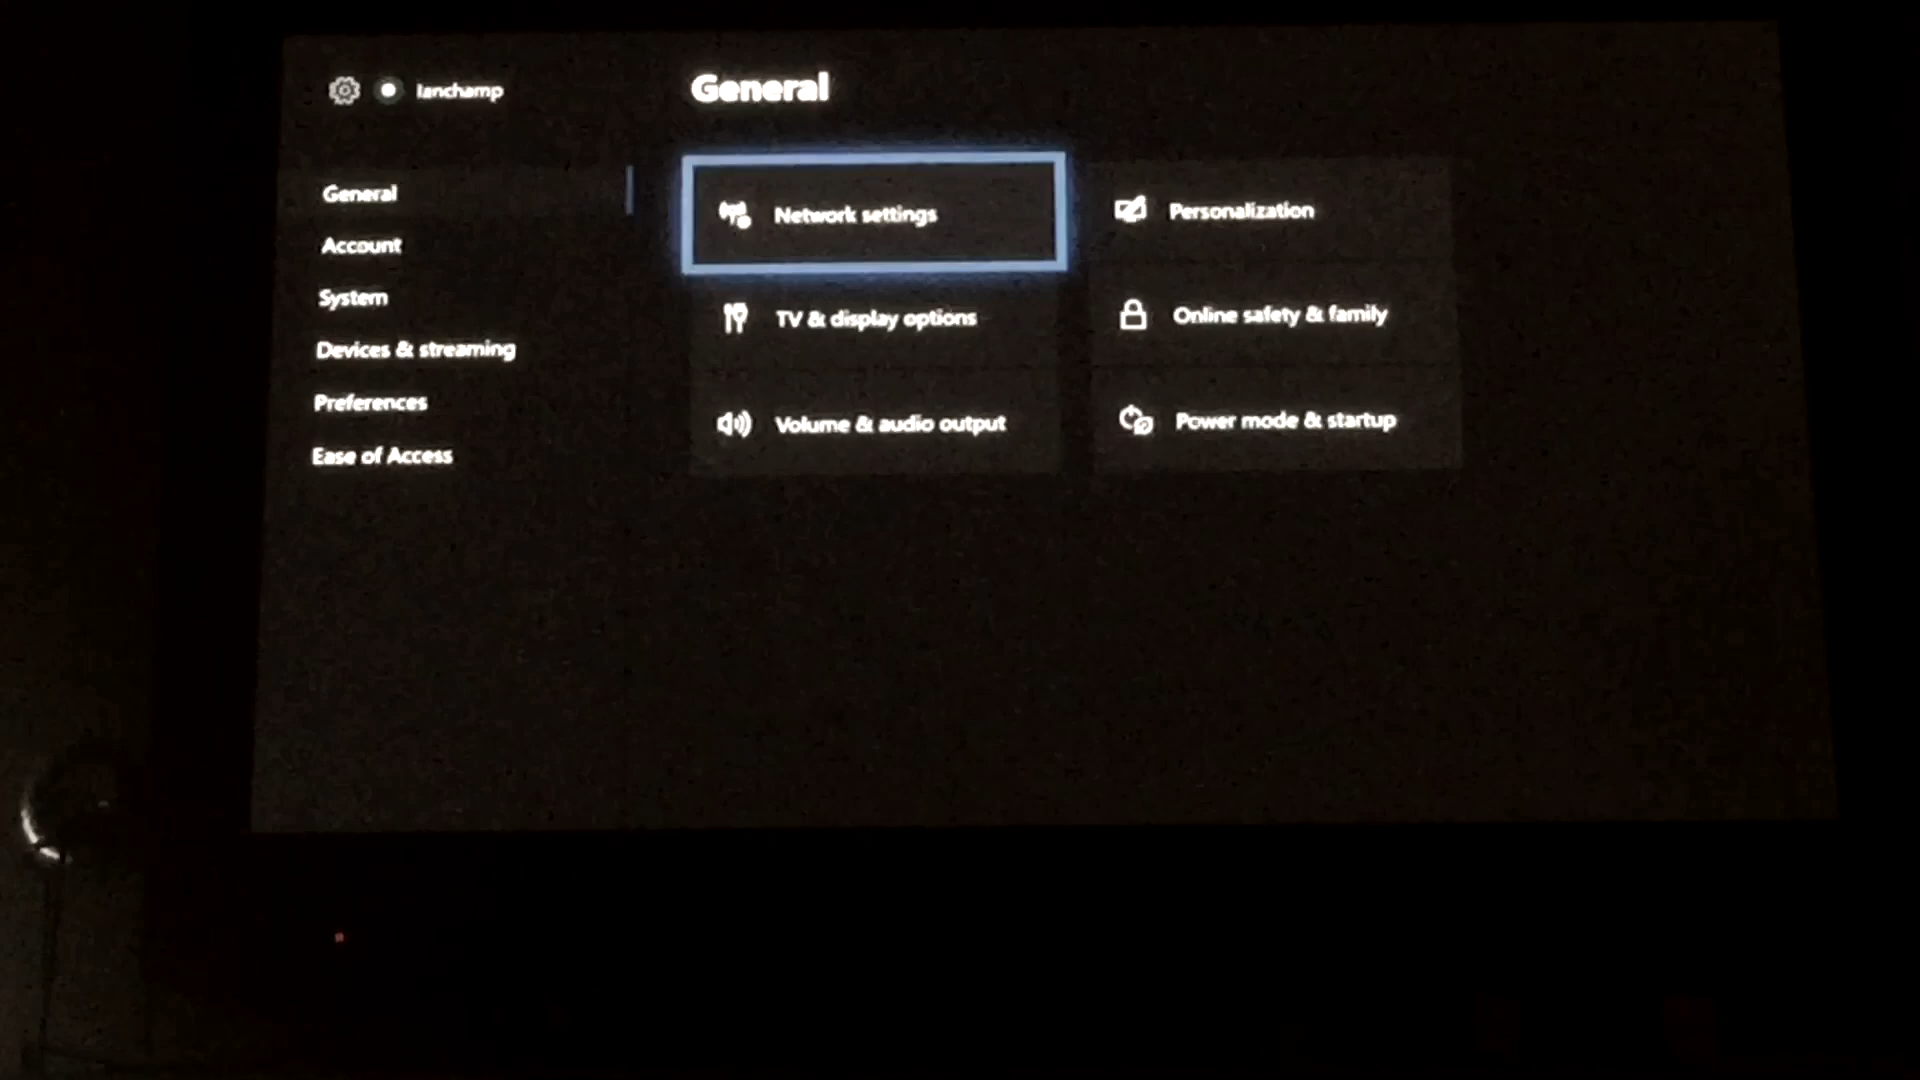 Ianchamp
General
General
Account
System
Devices & streaming
Preferences
Ease of Access
Network settings
TV & display options
Volume & audio output
Personalization
Online safety & family
Power mode & startup